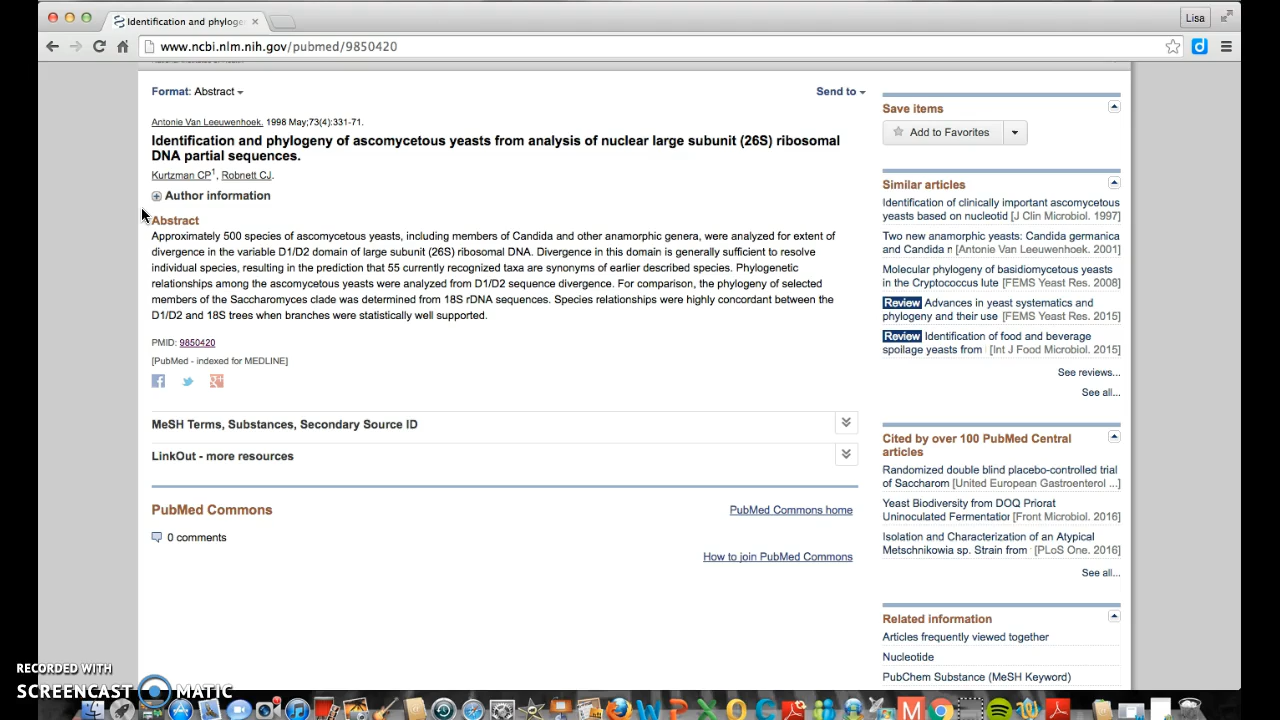 Identification and phyloge
Lisa
www.ncbi.nlm.nih.gov/pubmed/9850420
Format: Abstract
Send to
Antonie Van Leeuwenhoek. 1998 May;73(4):331-71.
Identification and phylogeny of ascomycetous yeasts from analysis of nuclear large subunit (26S) ribosomal
DNA partial sequences.
Kurtzman CP1, Robnett CJ.
Author information
Abstract
Approximately 500 species of ascomycetous yeasts, including members of Candida and other anamorphic genera, were analyzed for extent of
divergence in the variable D1/D2 domain of large subunit (26S) ribosomal DNA. Divergence in this domain is generally sufficient to resolve
individual species, resulting in the prediction that 55 currently recognized taxa are synonyms of earlier described species. Phylogenetic
relationships among the ascomycetous yeasts were analyzed from D1/D2 sequence divergence. For comparison, the phylogeny of selected
members of the Saccharomyces clade was determined from 18S rDNA sequences. Species relationships were highly concordant between the
D1/D2 and 18S trees when branches were statistically well supported.
PMID: 9850420
[PubMed - indexed for MEDLINE]
MeSH Terms, Substances, Secondary Source ID
LinkOut - more resources
PubMed Commons
PubMed Commons home
0 comments
How to join PubMed Commons
Save items
Add to Favorites
Similar articles
Identification of clinically important ascomycetous
yeasts based on nucleotid [J Clin Microbiol. 1997]
Two new anamorphic yeasts: Candida germanica
and Candida n [Antonie Van Leeuwenhoek. 2001]
Molecular phylogeny of basidiomycetous yeasts
in the Cryptococcus lute [FEMS Yeast Res. 2008]
Review Advances in yeast systematics and
phylogeny and their use [FEMS Yeast Res. 2015]
Review Identification of food and beverage
spoilage yeasts from [Int J Food Microbiol. 2015]
See reviews...
See all...
Cited by over 100 PubMed Central
articles
Randomized double blind placebo-controlled trial
of Saccharom [United European Gastroenterol ...]
Yeast Biodiversity from DOQ Priorat
Uninoculated Fermentatior [Front Microbiol. 2016]
Isolation and Characterization of an Atypical
Metschnikowia sp. Strain from [PLoS One. 2016]
See all...
Related information
Articles frequently viewed together
Nucleotide
PubChem Substance (MeSH Keyword)
RECORDED WITH
SCREENCAST MATIC